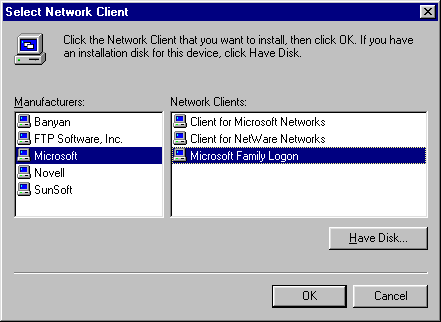 Select Network Client
Click the Network Client that you want to install, then click OK. If you have
an installation disk for this device, click Have Disk.
Manufacturers:
Banyan
FTP Software, Inc.
Microsoft
Novell
SunSoft
Network Clients:
Client for Microsoft Networks
Client for NetWare Networks
Microsoft Family Logon
Have Disk...
OK
Cancel